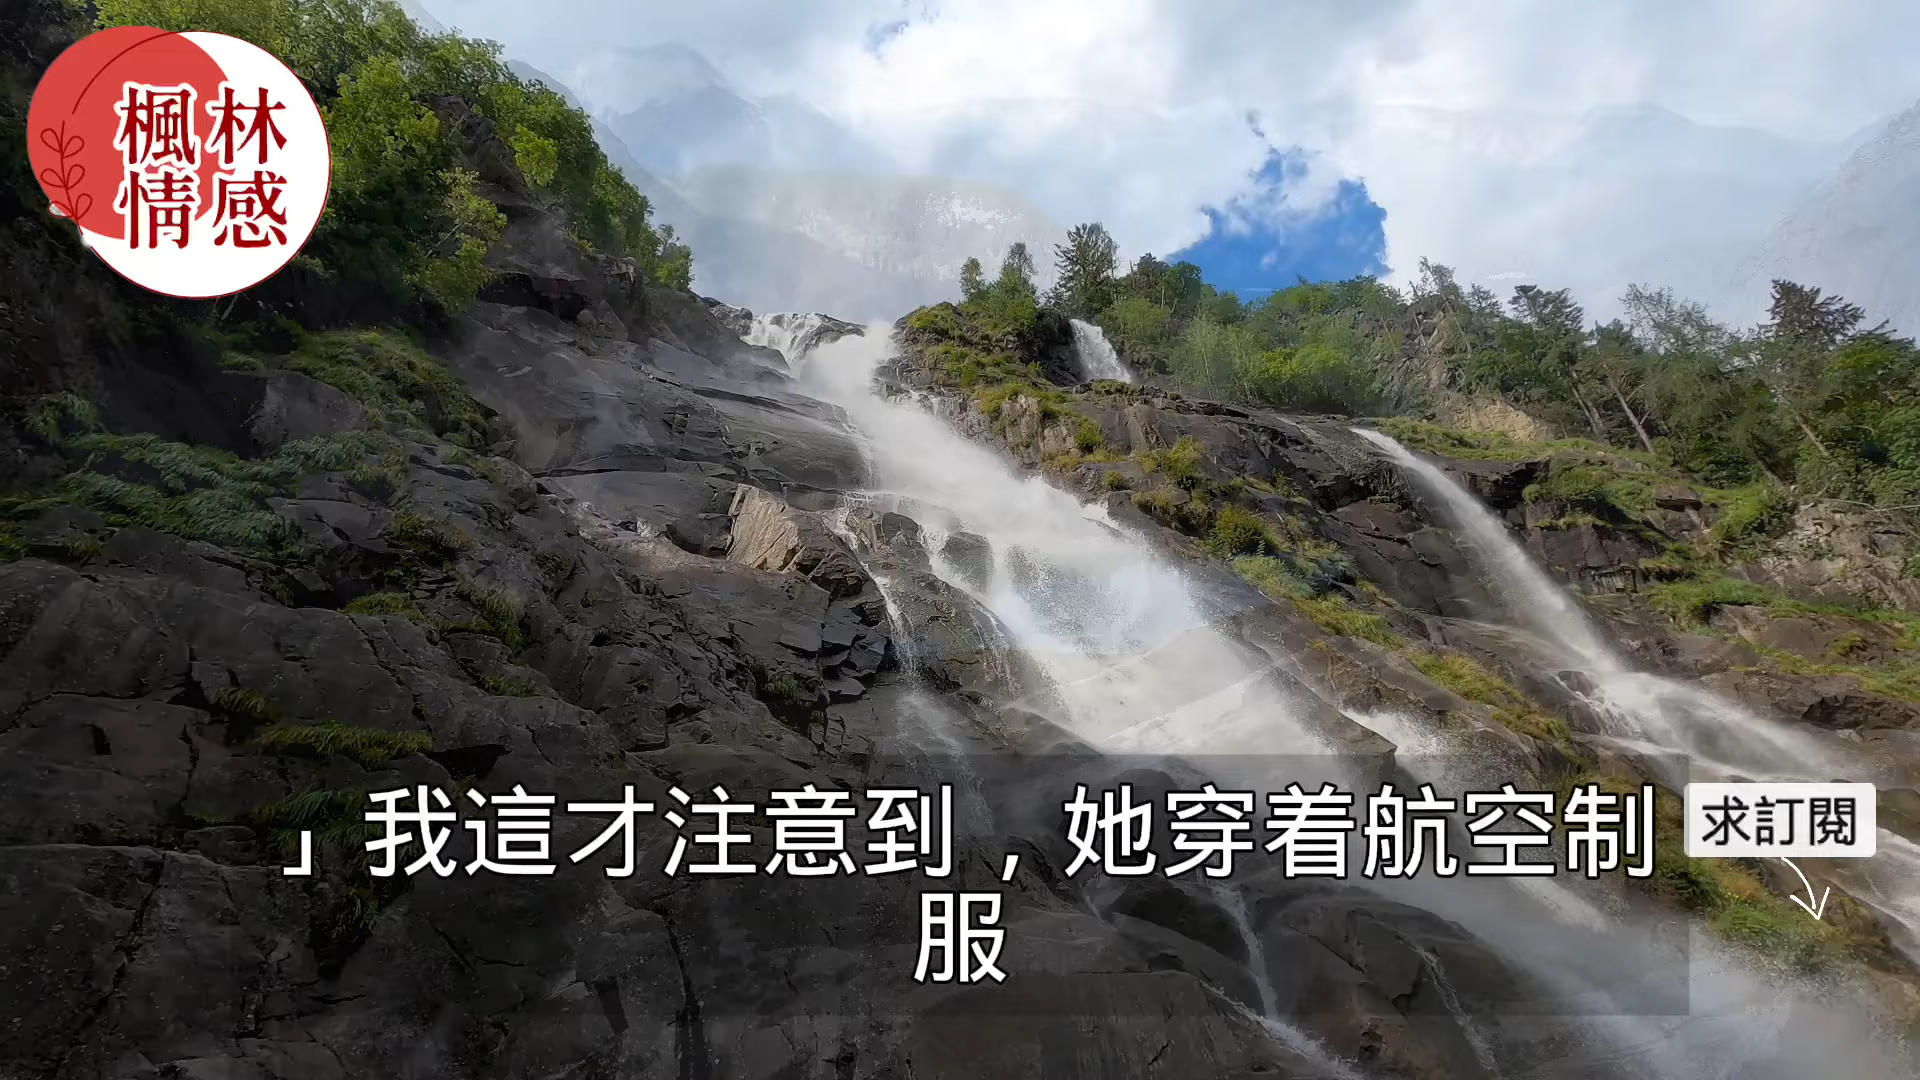 楓林
情感
」我這才注意到，她穿着航空制
服
求訂閱